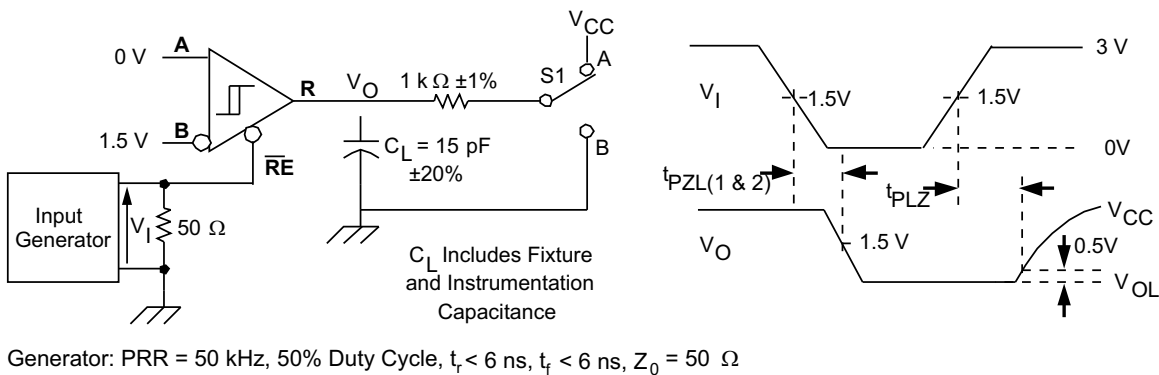 V_CC
A
S1
1 k Ω ±1%
V_O
R
A
0 V
B
1.5 V
RE
B
C_L = 15 pF
±20%
Input
Generator
V_I
50 Ω
C_L Includes Fixture
and Instrumentation
Capacitance
3 V
V_I
1.5V
1.5V
0V
t_PZL(1 & 2)
t_PLZ
V_CC
V_O
1.5 V
0.5V
V_OL
Generator: PRR = 50 kHz, 50% Duty Cycle, t_r < 6 ns, t_f < 6 ns, Z_0 = 50 Ω